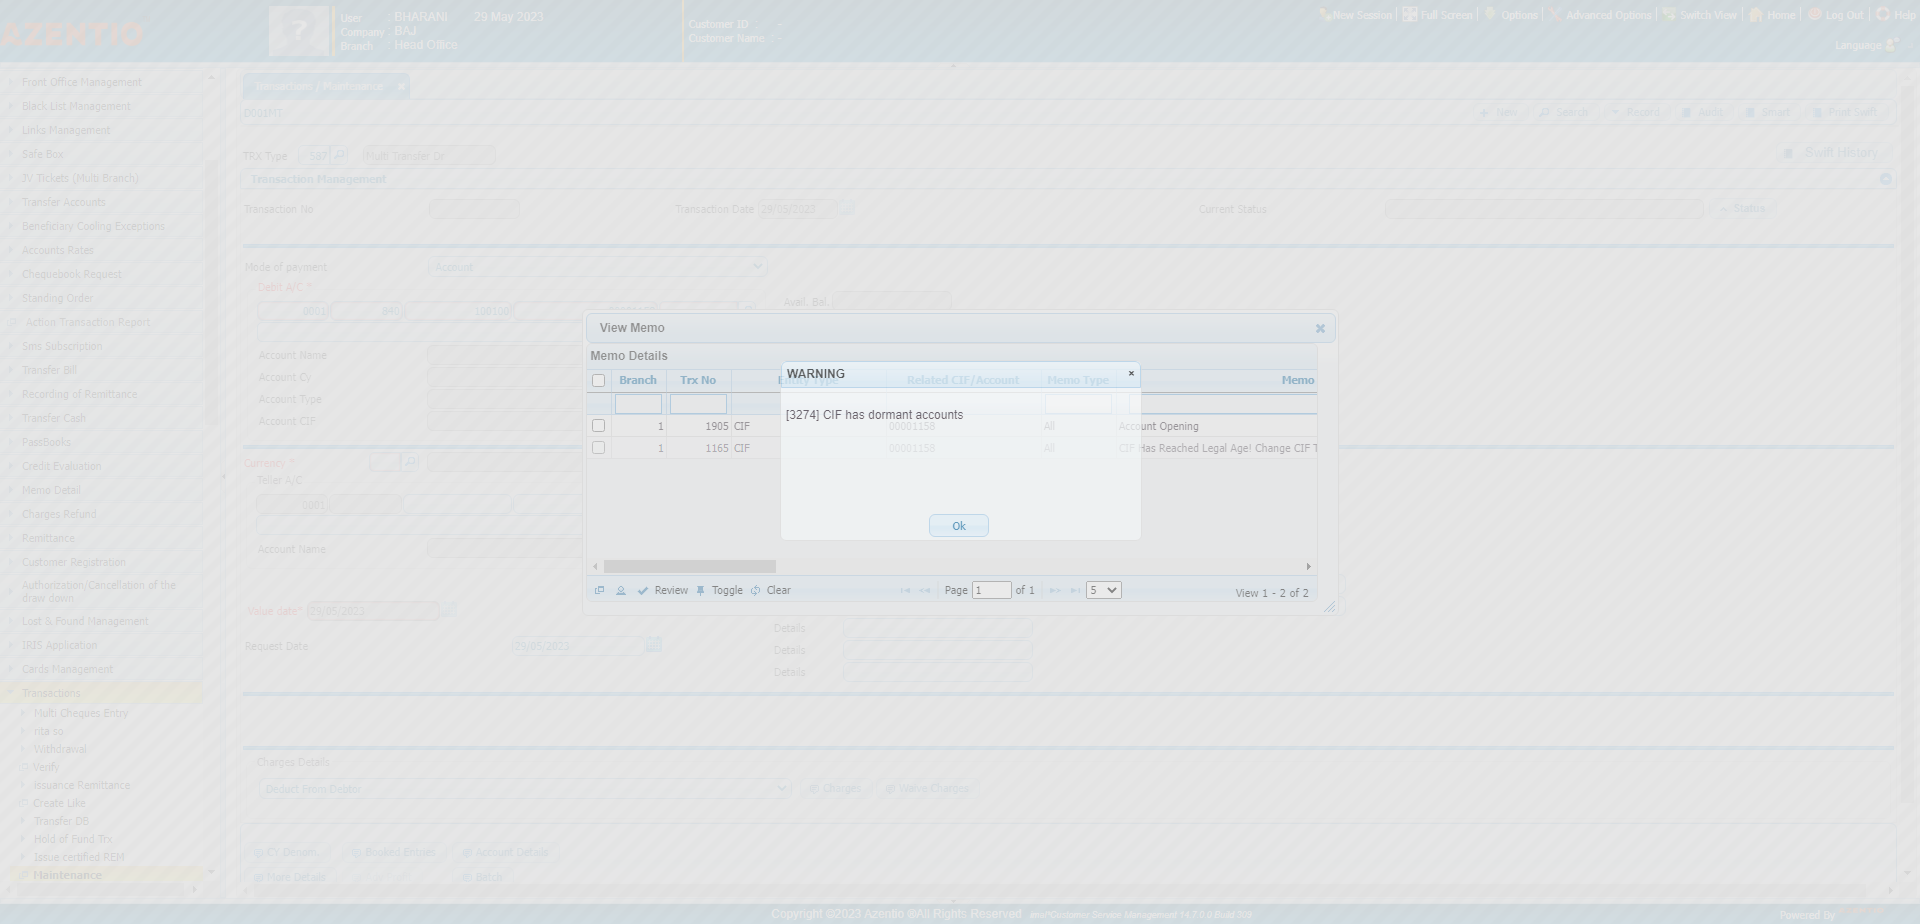 AZENTIO
User : BHARANI 29 May 2023
Company : BAJ
Branch : Head Office
Customer ID : -
Customer Name : -
New Session Full Screen Options Advanced Options Switch View Home Log Out Help
Language
Front Office Management
Black List Management
Links Management
Safe Box
JV Tickets (Multi Branch)
Transfer Accounts
Beneficiary Cooling Exceptions
Accounts Rates
Chequebook Request
Standing Order
Action Transaction Report
Sms Subscription
Transfer Bill
Recording of Remittance
Transfer Cash
PassBooks
Credit Evaluation
Memo Detail
Charges Refund
Remittance
Customer Registration
Authorization/Cancellation of the
draw down
Lost & Found Management
IRIS Application
Cards Management
Transactions
Multi Cheques Entry
rita so
Withdrawal
Verify
issuance Remittance
Create Like
Transfer DB
Hold of Fund Trx
Issue certified REM
Maintenance
Transactions / Maintenance
D001MT
New Search Record Audit Smart Print Swift
TRX Type 587 Multi Transfer Dr
Swift History
Transaction Management
Transaction No Transaction Date 29/05/2023 Current Status Status
Mode of payment Account
Debit A/C *
0001 840 100100
Avail. Bal.
Account Name
Account Cy
Account Type
Account CIF
Currency *
Teller A/C
0001
Account Name
Value date* 29/05/2023
Request Date 29/05/2023
Details
Details
Details
Charges Details
Deduct From Debtor Charges Waive Charges
CY Denom. Booked Entries Account Details
More Details Batch
View Memo
Memo Details
Branch Trx No Entity Type Related CIF/Account Memo Type Memo
1 1905 CIF 00001158 All Account Opening
1 1165 CIF 00001158 All CIF Has Reached Legal Age! Change CIF T
Review Toggle Clear Page 1 of 1 5 View 1 - 2 of 2
WARNING
[3274] CIF has dormant accounts
Ok
Copyright ©2023 Azentio ®All Rights Reserved
Powered By